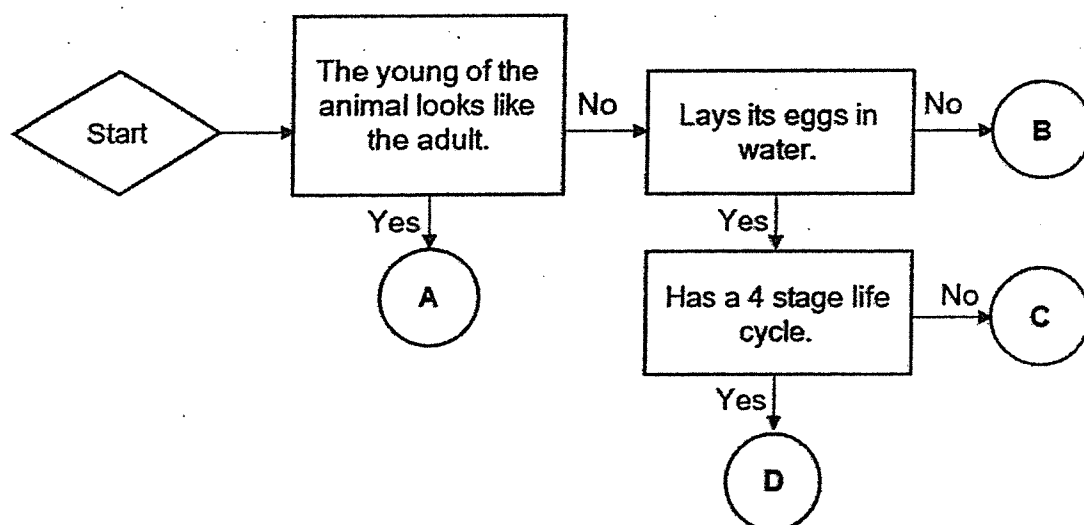 Start
The young of the
animal looks like
the adult.
No
Lays its eggs in
water.
No
B
Yes
A
Yes
Has a 4 stage life
cycle.
No
C
Yes
D